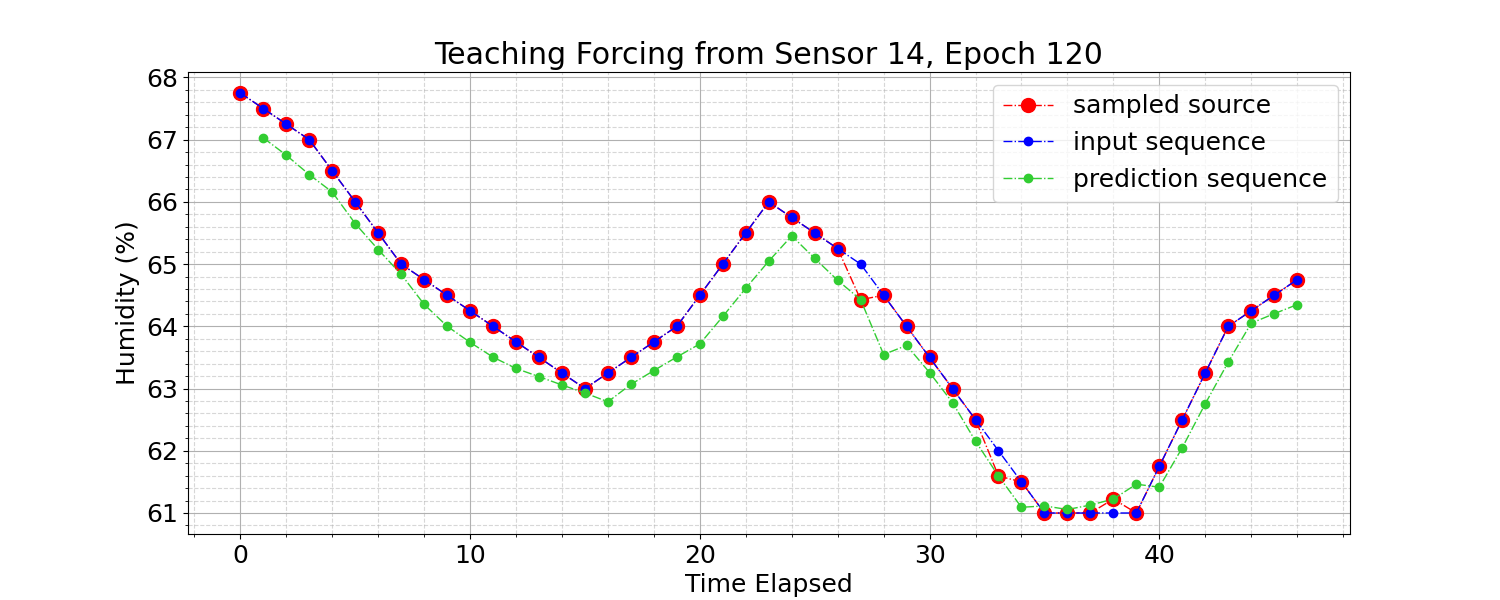 Teaching Forcing from Sensor 14, Epoch 120
68
67
66
65
64
63
62
61
Humidity (%)
sampled source
input sequence
prediction sequence
0 10 20 30 40
Time Elapsed